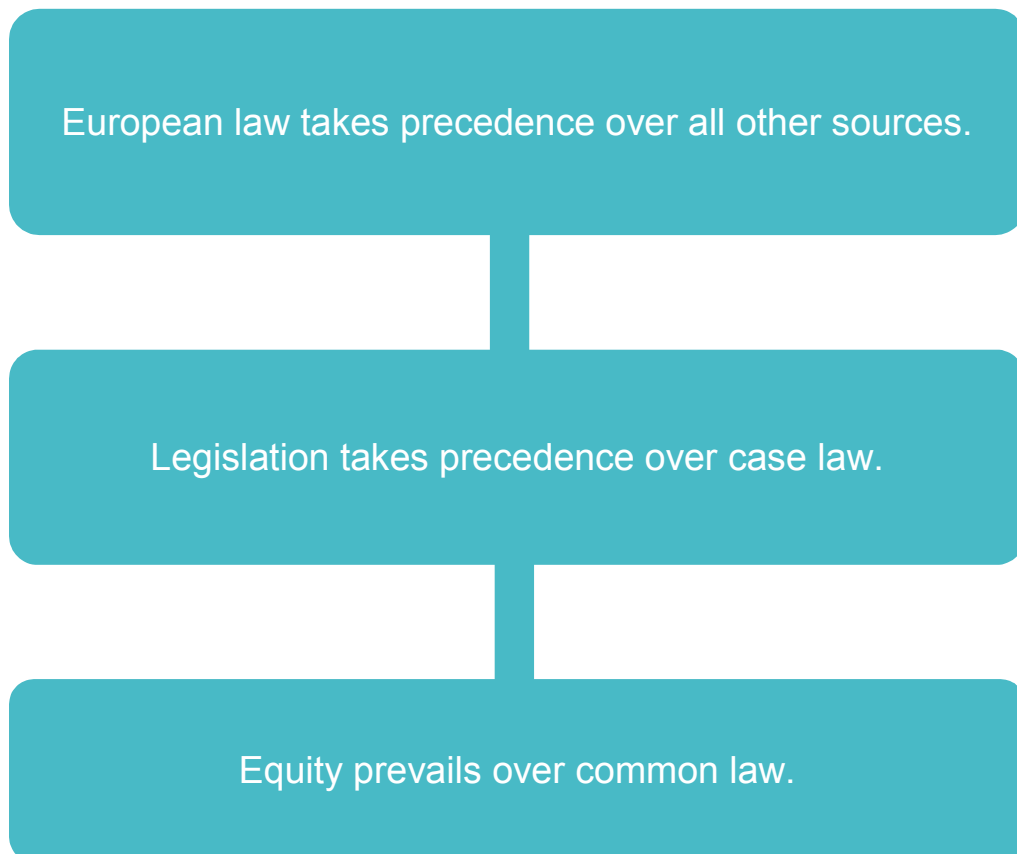 European law takes precedence over all other sources.
Legislation takes precedence over case law.
Equity prevails over common law.